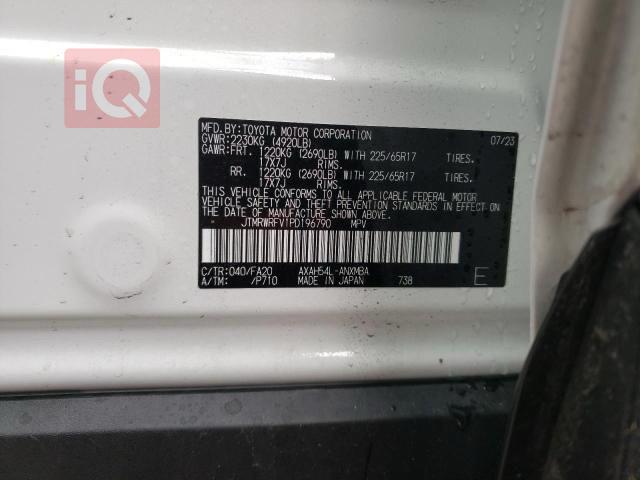 iQ
MFD.BY:TOYOTA MOTOR CORPORATION 07/23
GVWR:2230KG (4920LB)
GAWR:FRT. 1220KG (2690LB) WITH 225/65R17 TIRES.
17X7J RIMS.
RR. 1220KG (2690LB) WITH 225/65R17 TIRES.
17X7J RIMS.
THIS VEHICLE CONFORMS TO ALL APPLICABLE FEDERAL MOTOR
VEHICLE SAFETY AND THEFT PREVENTION STANDARDS IN EFFECT
ON THE DATE OF MANUFACTURE SHOWN ABOVE.
JTMRWRFV1PD196790 MPV
C/TR:040/FA20 AXAH54L-ANXMBA E
A/TM: /P710 MADE IN JAPAN 738